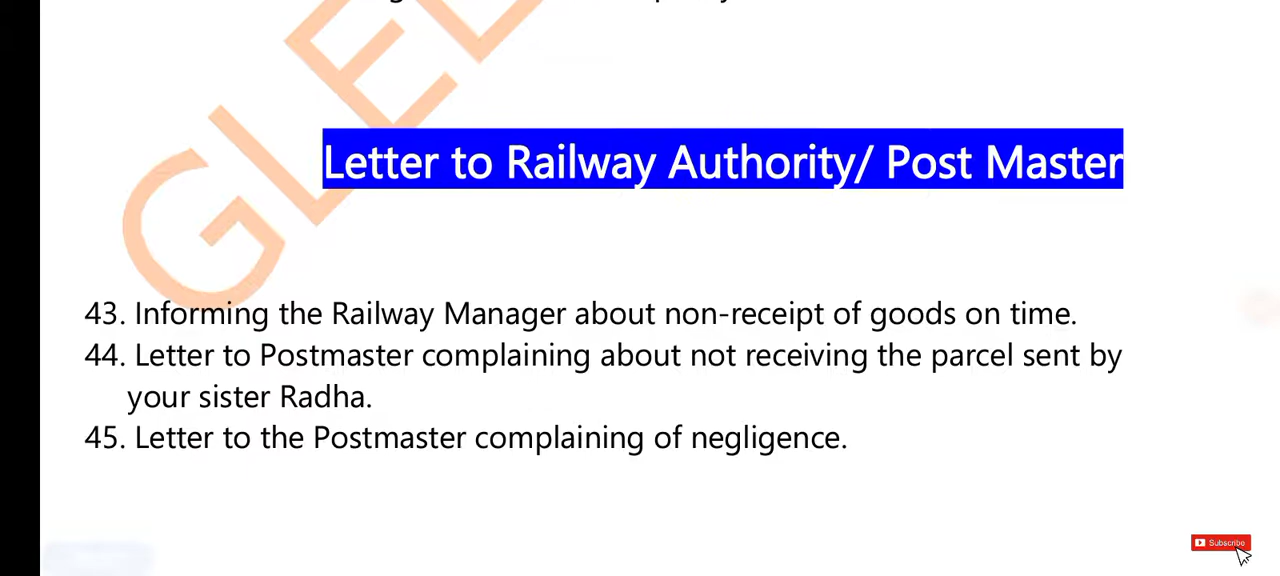 Letter to Railway Authority/ Post Master
43. Informing the Railway Manager about non-receipt of goods on time.
44. Letter to Postmaster complaining about not receiving the parcel sent by
your sister Radha.
45. Letter to the Postmaster complaining of negligence.
Subscribe